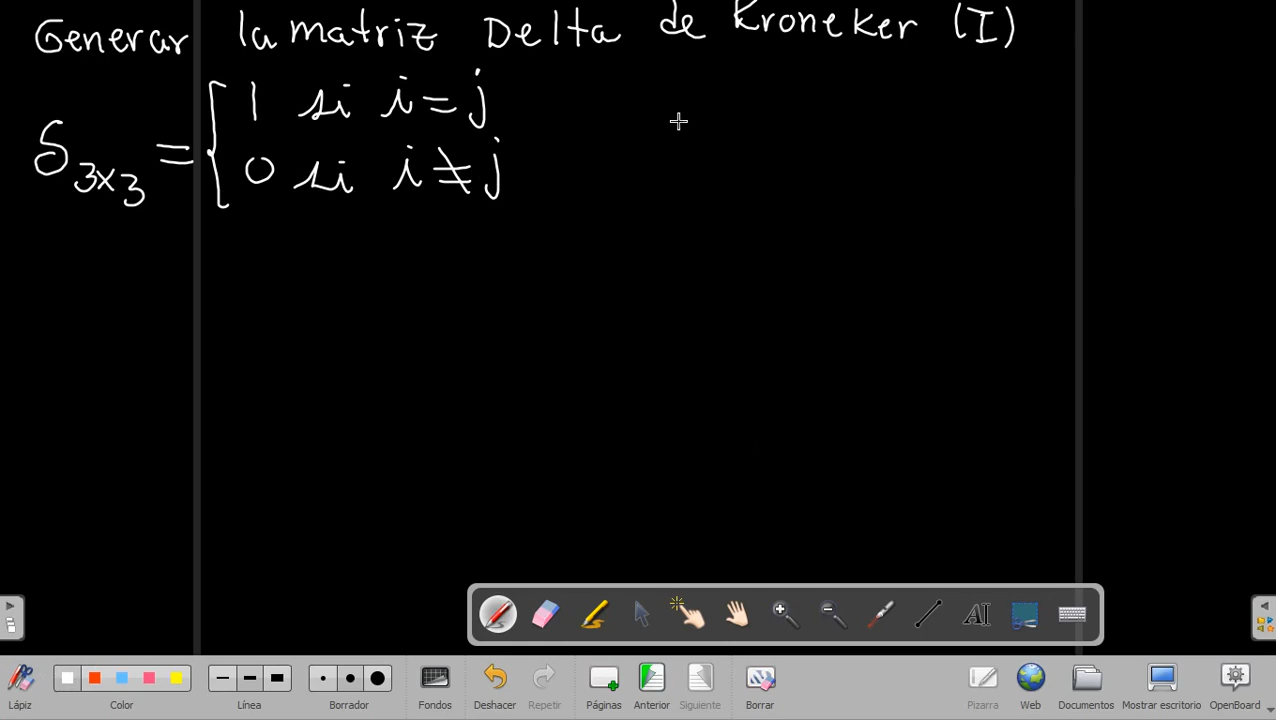 Generar la matriz Delta de Kroneker (I)
δ3x3 = { 1 si i = j
0 si i ≠ j
Lápiz Color Línea Borrador Fondos Deshacer Repetir Páginas Anterior Siguiente Borrar Pizarra Web Documentos Mostrar escritorio OpenBoard